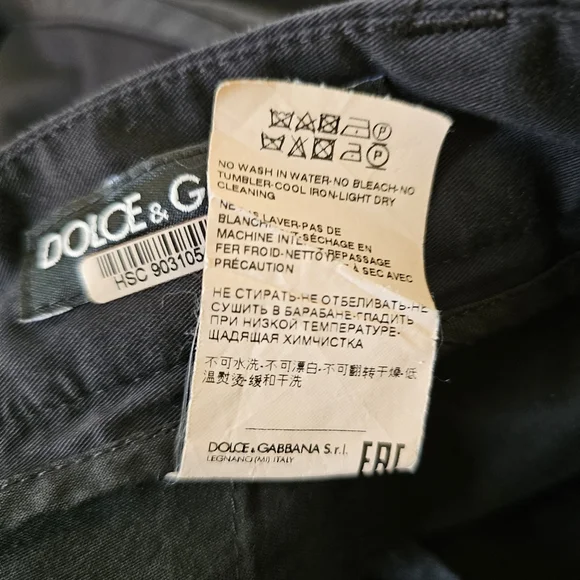 DOLCE & G
HSC 903105
NO WASH IN WATER-NO BLEACH-NO
TUMBLER-COOL IRON-LIGHT DRY
CLEANING
NE PAS LAVER-PAS DE
SÉCHAGE EN
MACHINE REPASSAGE
FER À SEC AVEC
PRÉCAUTION
НЕ СТИРАТЬ-НЕ ОТБЕЛИВАТЬ-НЕ
СУШИТЬ В БАРАБАНЕ-ГЛАДИТЬ
ПРИ НИЗКОЙ ТЕМПЕРАТУРЕ-
ЩАДЯЩАЯ ХИМЧИСТКА
不可水洗-不可漂白-不可翻转干燥-低
温熨烫-缓和干洗
DOLCE & GABBANA S.r.l.
LEGNANO(MI) ITALY
EAC